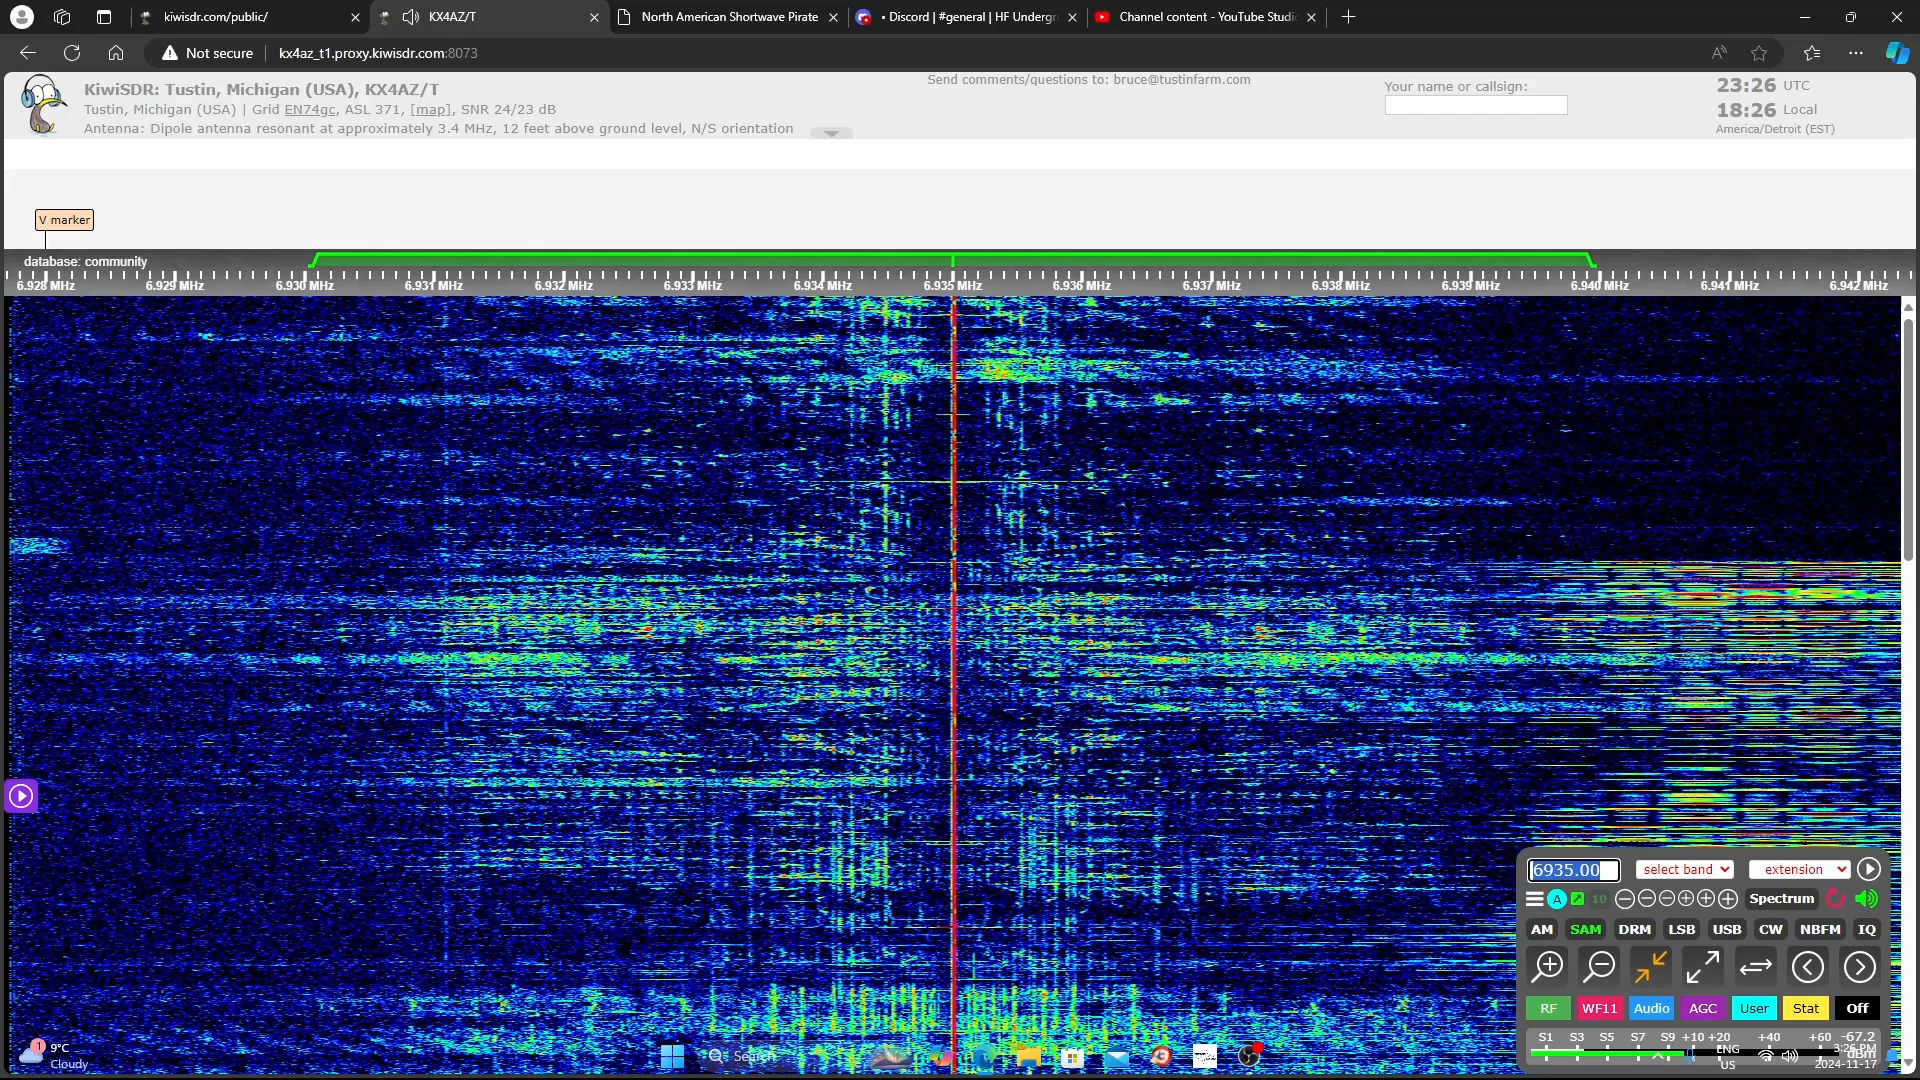 kiwisdr.com/public/
KX4AZ/T
North American Shortwave Pirate
• Discord | #general | HF Undergr
Channel content - YouTube Studio
Not secure
kx4az_t1.proxy.kiwisdr.com:8073
KiwiSDR: Tustin, Michigan (USA), KX4AZ/T
Tustin, Michigan (USA) | Grid EN74gc, ASL 371, [map], SNR 24/23 dB
Antenna: Dipole antenna resonant at approximately 3.4 MHz, 12 feet above ground level, N/S orientation
Send comments/questions to: bruce@tustinfarm.com
Your name or callsign:
23:26 UTC
18:26 Local
America/Detroit (EST)
V marker
database: community
6.928 MHz 6.929 MHz 6.930 MHz 6.931 MHz 6.932 MHz 6.933 MHz 6.934 MHz 6.935 MHz 6.936 MHz 6.937 MHz 6.938 MHz 6.939 MHz 6.940 MHz 6.941 MHz 6.942 MHz
6935.00 select band extension
A 10 Spectrum
AM SAM DRM LSB USB CW NBFM IQ
RF WF11 Audio AGC User Stat Off
S1 S3 S5 S7 S9 +10 +20 +40 +60 -67.2
dBm
1
9°C
Cloudy
Search
ENG
US
3:26 PM
2024-11-17